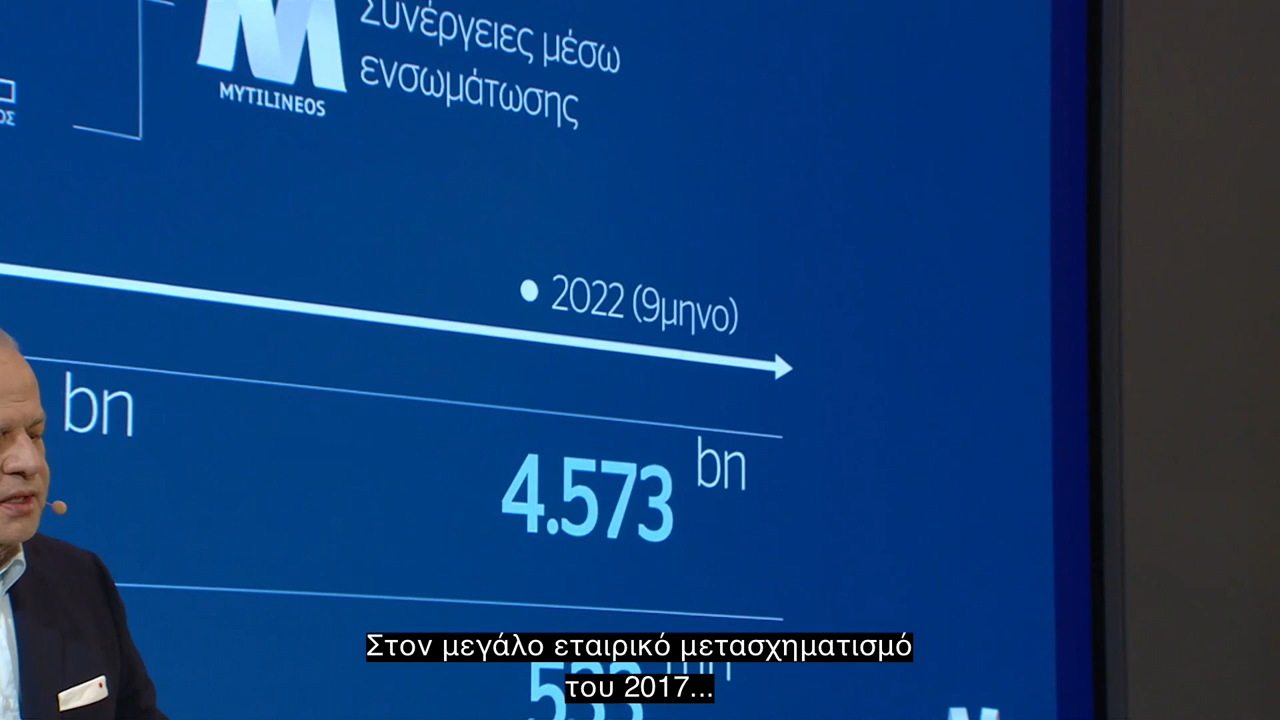 Συνέργειες μέσω
ενσωμάτωσης
MYTILINEOS
2022 (9μηνο)
bn
4.573 bn
Στον μεγάλο εταιρικό μετασχηματισμό
του 2017...